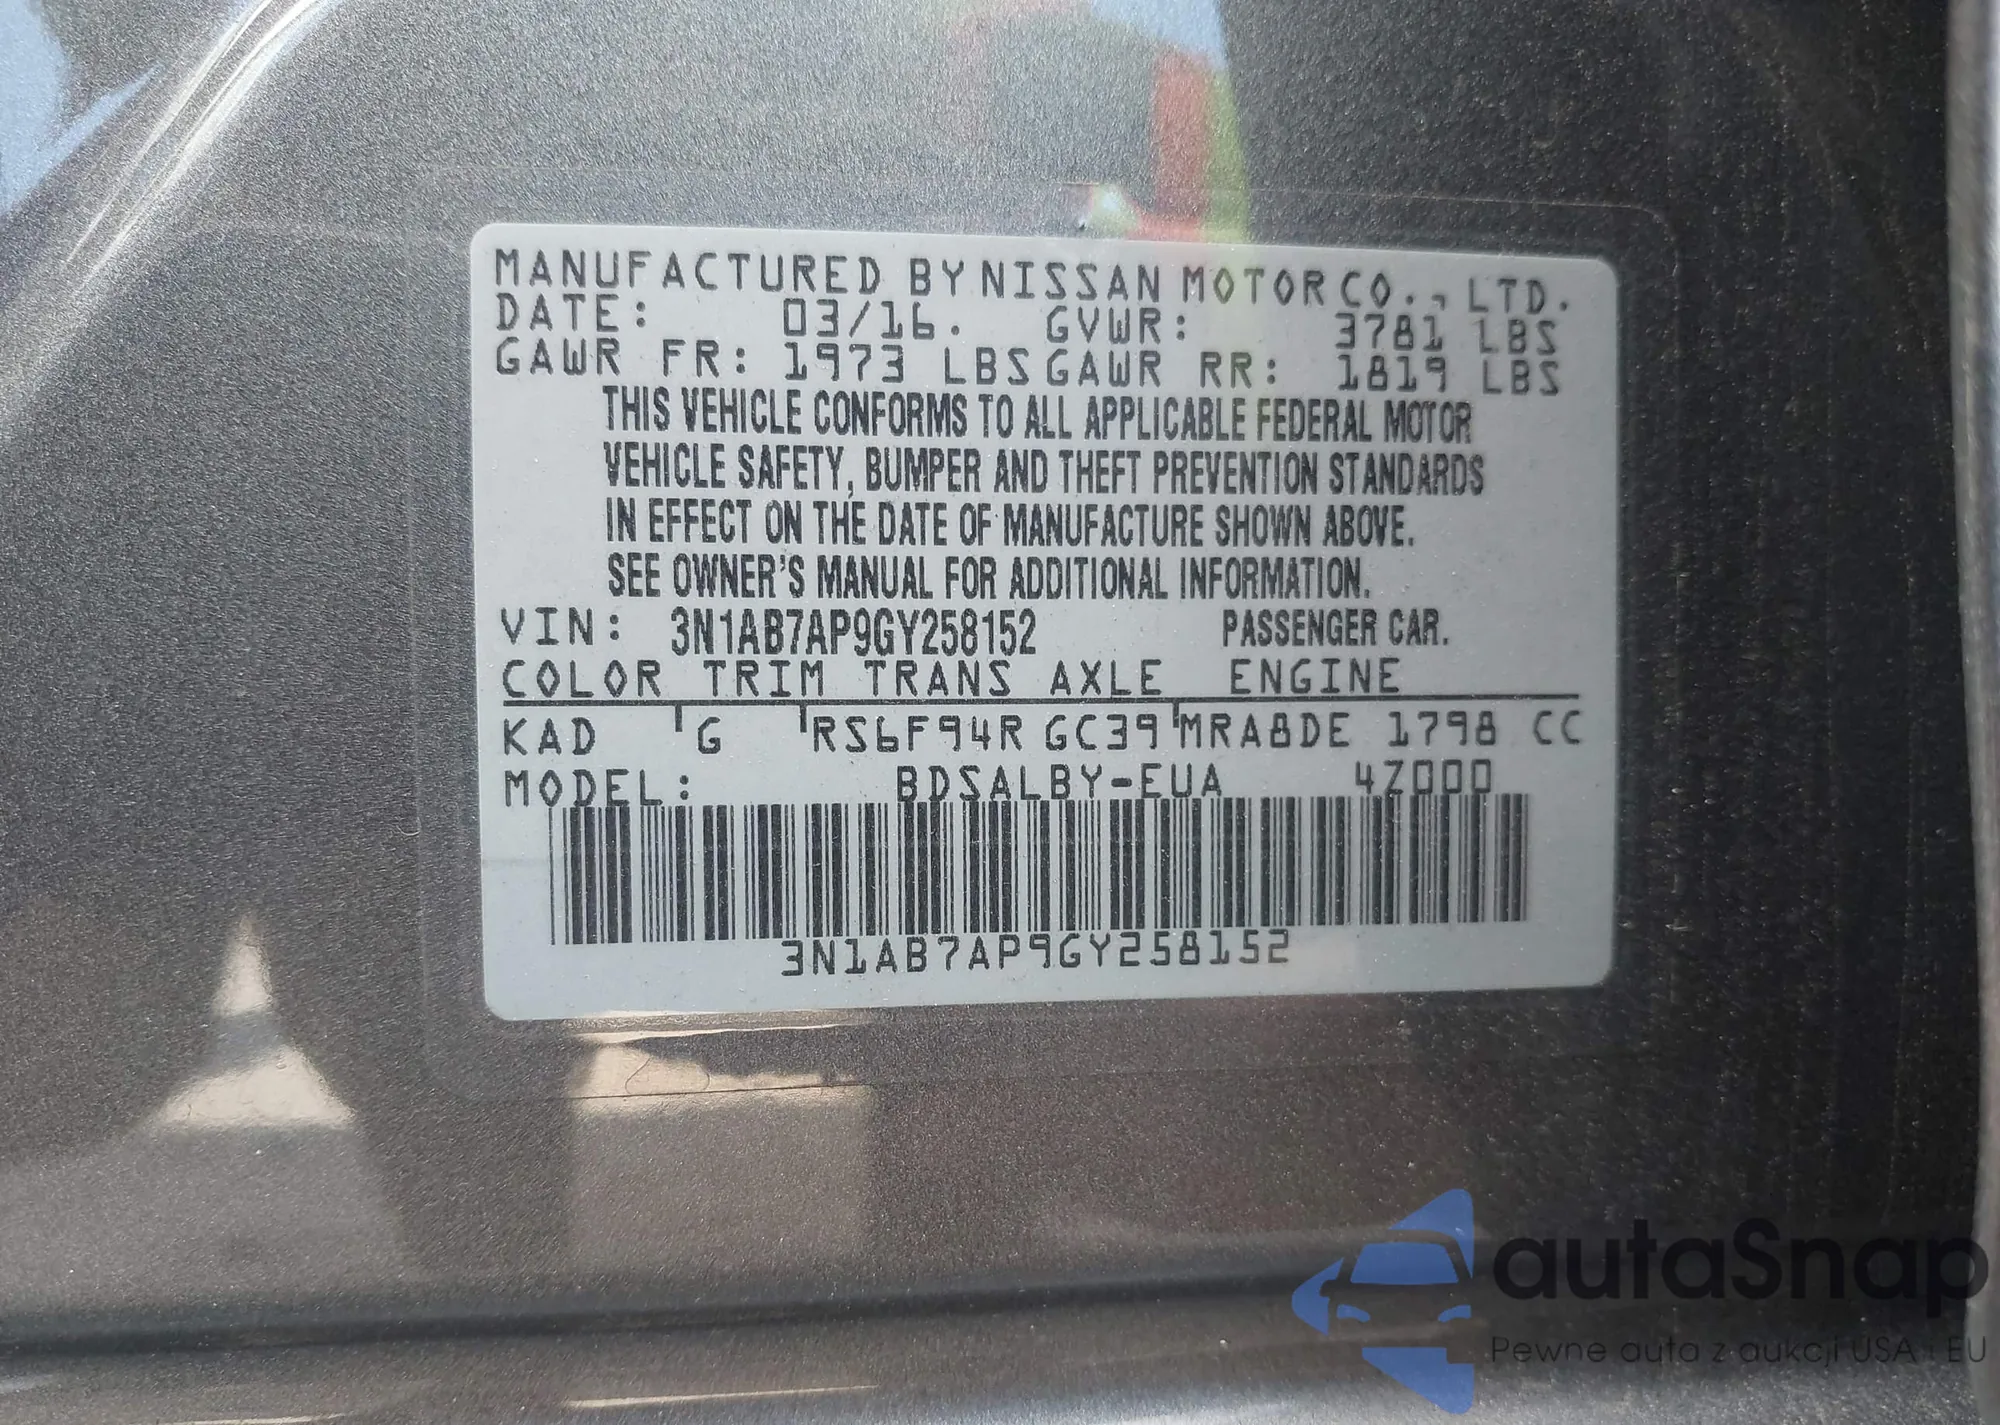 MANUFACTURED BY NISSAN MOTOR CO., LTD.
DATE: 03/16. GVWR: 3781 LBS
GAWR FR: 1973 LBS GAWR RR: 1819 LBS
THIS VEHICLE CONFORMS TO ALL APPLICABLE FEDERAL MOTOR
VEHICLE SAFETY, BUMPER AND THEFT PREVENTION STANDARDS
IN EFFECT ON THE DATE OF MANUFACTURE SHOWN ABOVE.
SEE OWNER'S MANUAL FOR ADDITIONAL INFORMATION.
VIN: 3N1AB7AP9GY258152 PASSENGER CAR.
COLOR TRIM TRANS AXLE ENGINE
KAD G RS6F94R GC39 MRA8DE 1798 CC
MODEL: BDSALBY-EUA 4Z000
3N1AB7AP9GY258152
autaSnap
Pewne auta z aukcji USA i EU